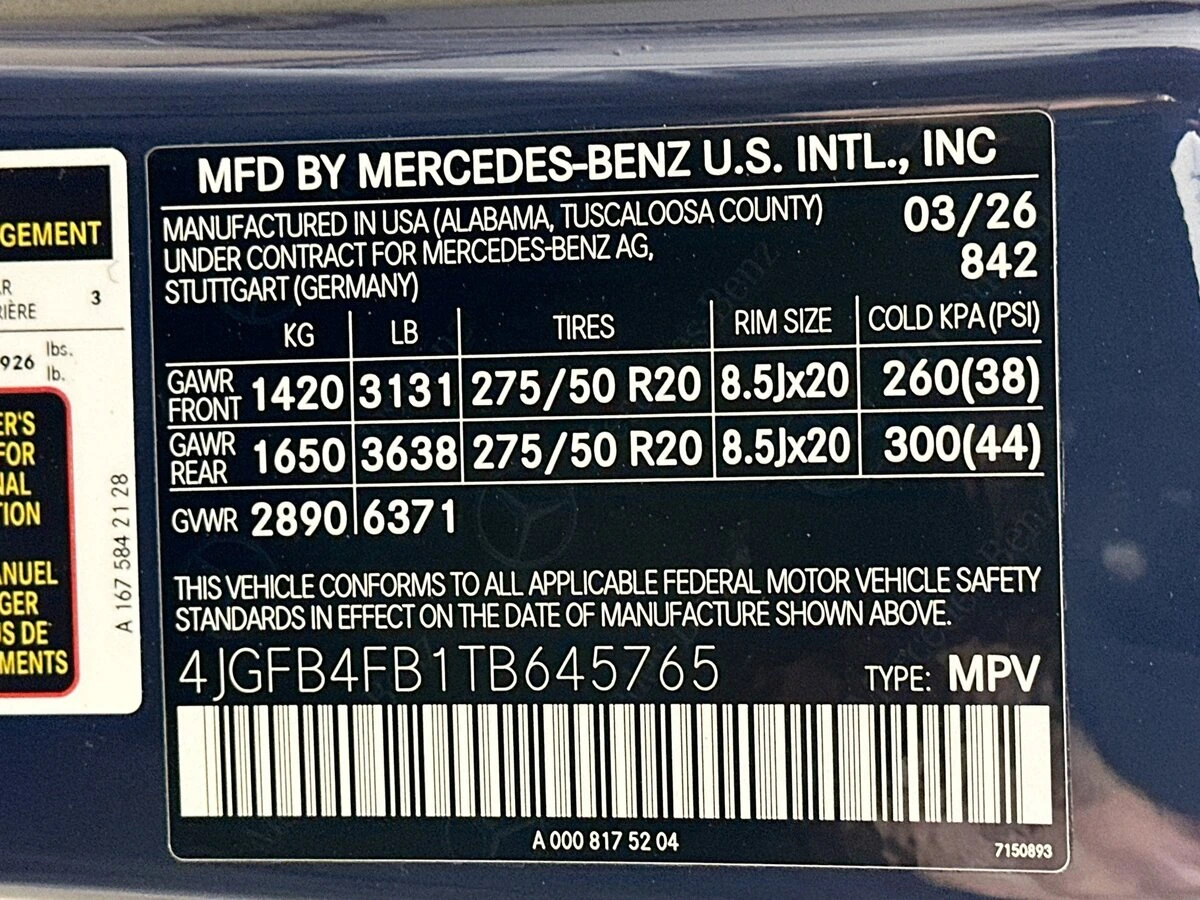 MFD BY MERCEDES-BENZ U.S. INTL., INC
MANUFACTURED IN USA (ALABAMA, TUSCALOOSA COUNTY) 03/26
UNDER CONTRACT FOR MERCEDES-BENZ AG, 842
STUTTGART (GERMANY)
KG LB TIRES RIM SIZE COLD KPA (PSI)
GAWR FRONT 1420 3131 275/50 R20 8.5Jx20 260(38)
GAWR REAR 1650 3638 275/50 R20 8.5Jx20 300(44)
GVWR 2890 6371
THIS VEHICLE CONFORMS TO ALL APPLICABLE FEDERAL MOTOR VEHICLE SAFETY
STANDARDS IN EFFECT ON THE DATE OF MANUFACTURE SHOWN ABOVE.
4JGFB4FB1TB645765 TYPE: MPV
A 000 817 52 04
7150893
GEMENT
3
926 lbs.
lb.
A 167 584 21 28